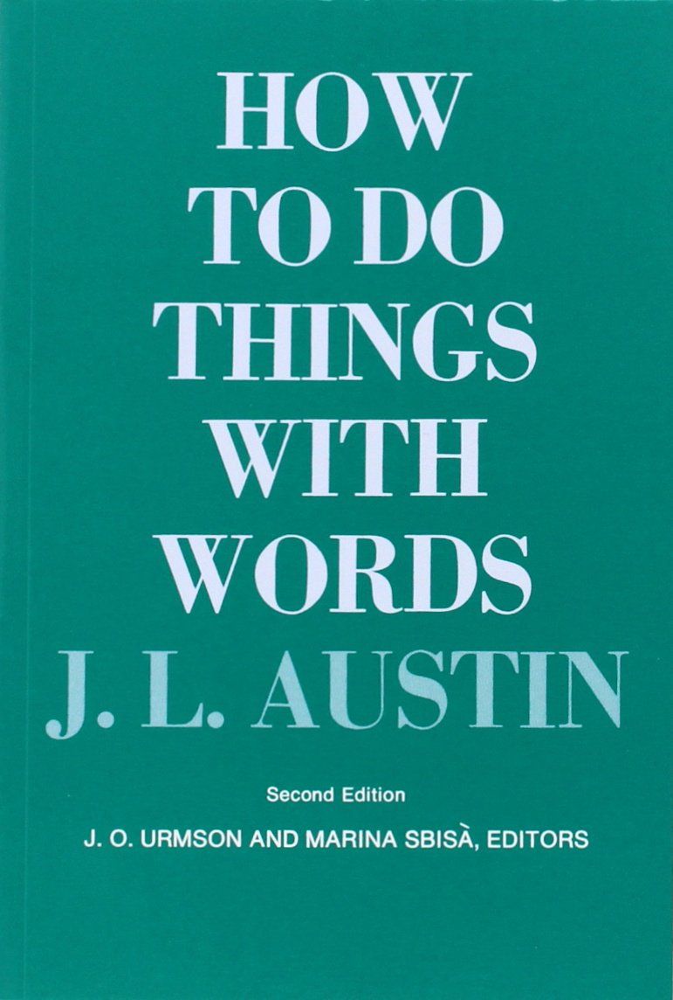 HOW
TO DO
THINGS
WITH
WORDS
J. L. AUSTIN
Second Edition
J. O. URMSON AND MARINA SBISÀ, EDITORS